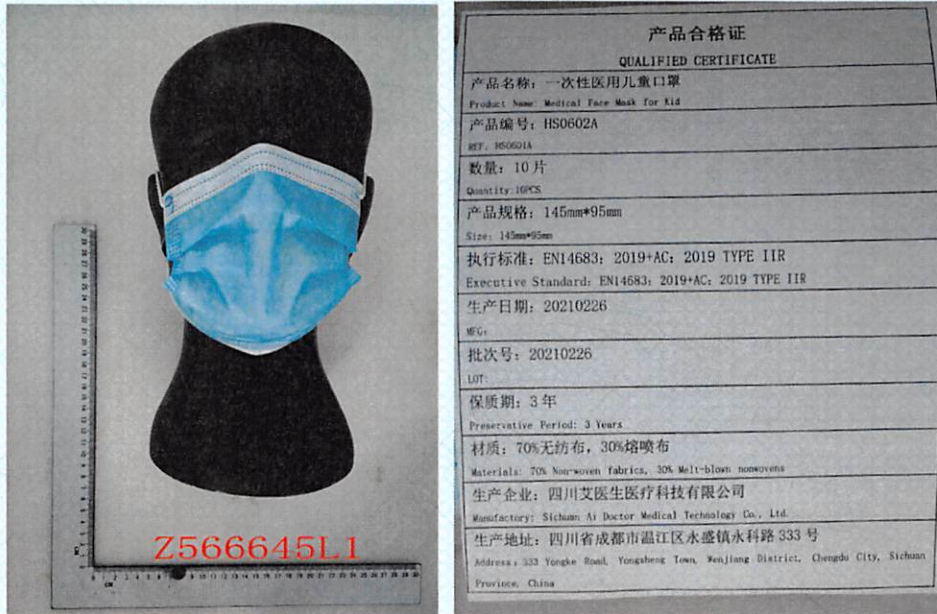 Z566645L1
CM
CM
产品合格证
QUALIFIED CERTIFICATE
产品名称：一次性医用儿童口罩
Product Name: Medical Face Mask for Kid
产品编号：HS0602A
REF: HS0601A
数量：10片
Quantity:10PCS
产品规格：145mm*95mm
Size: 145mm*95mm
执行标准：EN14683：2019+AC：2019 TYPE IIR
Executive Standard: EN14683：2019+AC：2019 TYPE IIR
生产日期：20210226
MFG:
批次号：20210226
LOT:
保质期：3年
Preservative Period: 3 Years
材质：70%无纺布，30%熔喷布
Materials: 70% Non-woven fabrics, 30% Melt-blown nonwovens
生产企业：四川艾医生医疗科技有限公司
Manufactory: Sichuan Ai Doctor Medical Technology Co., Ltd.
生产地址：四川省成都市温江区永盛镇永科路333号
Address: 333 Yongke Road, Yongsheng Town, Wenjiang District, Chengdu City, Sichuan
Province, China